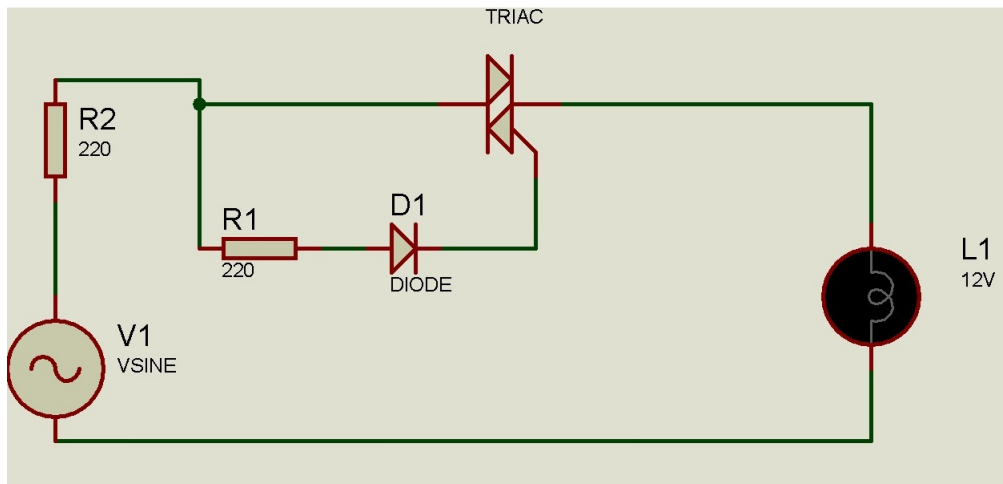 TRIAC
R2
220
R1
220
D1
DIODE
V1
VSINE
L1
12V